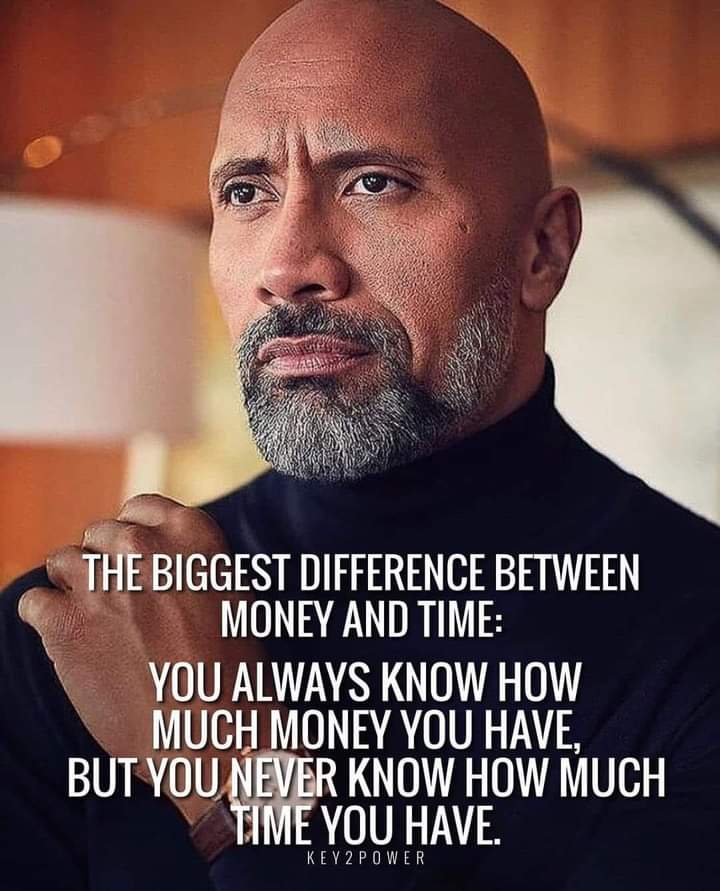 THE BIGGEST DIFFERENCE BETWEEN
MONEY AND TIME:
YOU ALWAYS KNOW HOW
MUCH MONEY YOU HAVE,
BUT YOU NEVER KNOW HOW MUCH
TIME YOU HAVE.
KEY2POWER